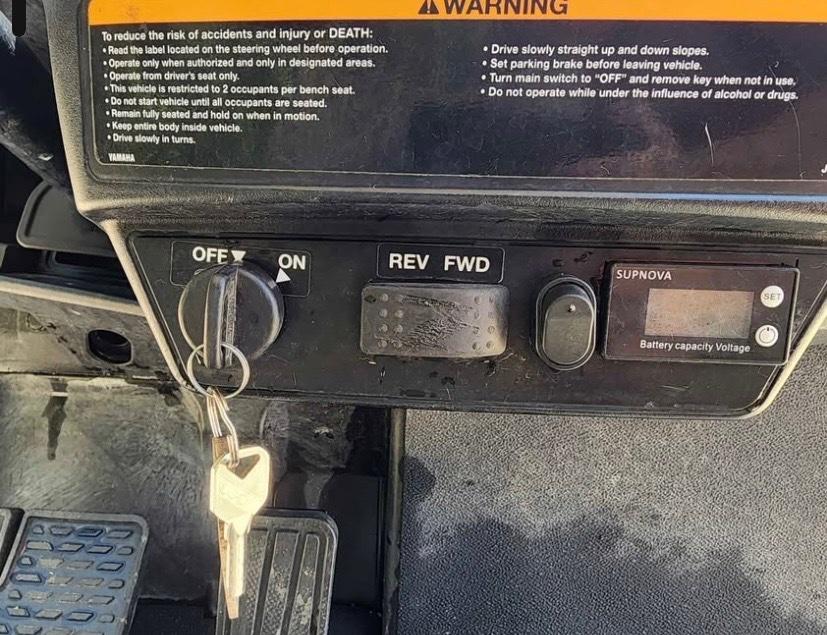 WARNING
To reduce the risk of accidents and injury or DEATH:
• Read the label located on the steering wheel before operation.
• Operate only when authorized and only in designated areas.
• Operate from driver's seat only.
• This vehicle is restricted to 2 occupants per bench seat.
• Do not start vehicle until all occupants are seated.
• Remain fully seated and hold on when in motion.
• Keep entire body inside vehicle.
• Drive slowly in turns.
• Drive slowly straight up and down slopes.
• Set parking brake before leaving vehicle.
• Turn main switch to "OFF" and remove key when not in use.
• Do not operate while under the influence of alcohol or drugs.
YAMAHA
OFF ON
REV FWD
SUPNOVA
SET
Battery capacity Voltage